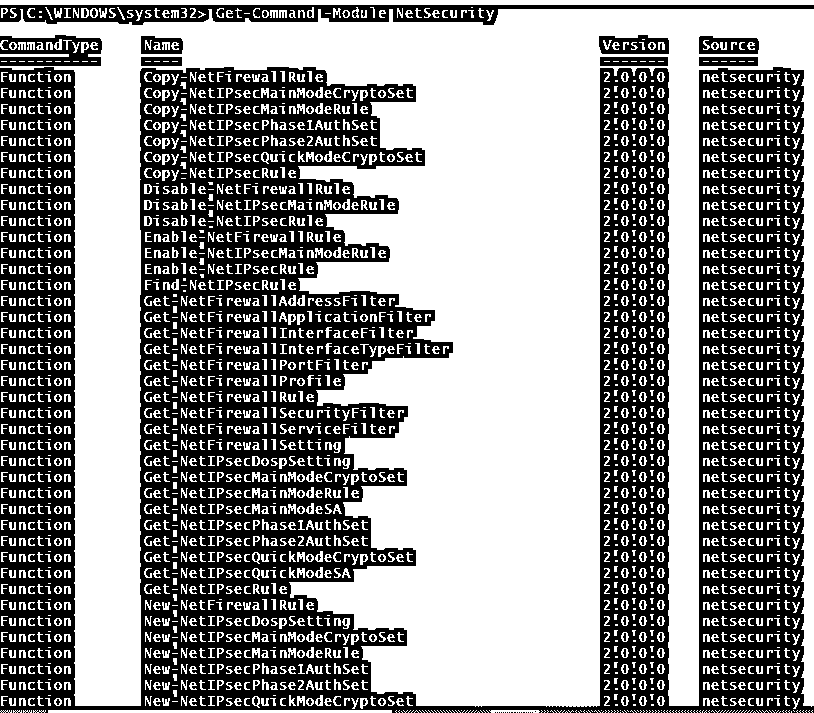 PS C:\WINDOWS\system32> Get-Command -Module NetSecurity
CommandType Name Version Source
----------- ---- ------- ------
Function Copy-NetFirewallRule 2.0.0.0 netsecurity
Function Copy-NetIPsecMainModeCryptoSet 2.0.0.0 netsecurity
Function Copy-NetIPsecMainModeRule 2.0.0.0 netsecurity
Function Copy-NetIPsecPhase1AuthSet 2.0.0.0 netsecurity
Function Copy-NetIPsecPhase2AuthSet 2.0.0.0 netsecurity
Function Copy-NetIPsecQuickModeCryptoSet 2.0.0.0 netsecurity
Function Copy-NetIPsecRule 2.0.0.0 netsecurity
Function Disable-NetFirewallRule 2.0.0.0 netsecurity
Function Disable-NetIPsecMainModeRule 2.0.0.0 netsecurity
Function Disable-NetIPsecRule 2.0.0.0 netsecurity
Function Enable-NetFirewallRule 2.0.0.0 netsecurity
Function Enable-NetIPsecMainModeRule 2.0.0.0 netsecurity
Function Enable-NetIPsecRule 2.0.0.0 netsecurity
Function Find-NetIPsecRule 2.0.0.0 netsecurity
Function Get-NetFirewallAddressFilter 2.0.0.0 netsecurity
Function Get-NetFirewallApplicationFilter 2.0.0.0 netsecurity
Function Get-NetFirewallInterfaceFilter 2.0.0.0 netsecurity
Function Get-NetFirewallInterfaceTypeFilter 2.0.0.0 netsecurity
Function Get-NetFirewallPortFilter 2.0.0.0 netsecurity
Function Get-NetFirewallProfile 2.0.0.0 netsecurity
Function Get-NetFirewallRule 2.0.0.0 netsecurity
Function Get-NetFirewallSecurityFilter 2.0.0.0 netsecurity
Function Get-NetFirewallServiceFilter 2.0.0.0 netsecurity
Function Get-NetFirewallSetting 2.0.0.0 netsecurity
Function Get-NetIPsecDospSetting 2.0.0.0 netsecurity
Function Get-NetIPsecMainModeCryptoSet 2.0.0.0 netsecurity
Function Get-NetIPsecMainModeRule 2.0.0.0 netsecurity
Function Get-NetIPsecMainModeSA 2.0.0.0 netsecurity
Function Get-NetIPsecPhase1AuthSet 2.0.0.0 netsecurity
Function Get-NetIPsecPhase2AuthSet 2.0.0.0 netsecurity
Function Get-NetIPsecQuickModeCryptoSet 2.0.0.0 netsecurity
Function Get-NetIPsecQuickModeSA 2.0.0.0 netsecurity
Function Get-NetIPsecRule 2.0.0.0 netsecurity
Function New-NetFirewallRule 2.0.0.0 netsecurity
Function New-NetIPsecDospSetting 2.0.0.0 netsecurity
Function New-NetIPsecMainModeCryptoSet 2.0.0.0 netsecurity
Function New-NetIPsecMainModeRule 2.0.0.0 netsecurity
Function New-NetIPsecPhase1AuthSet 2.0.0.0 netsecurity
Function New-NetIPsecPhase2AuthSet 2.0.0.0 netsecurity
Function New-NetIPsecQuickModeCryptoSet 2.0.0.0 netsecurity